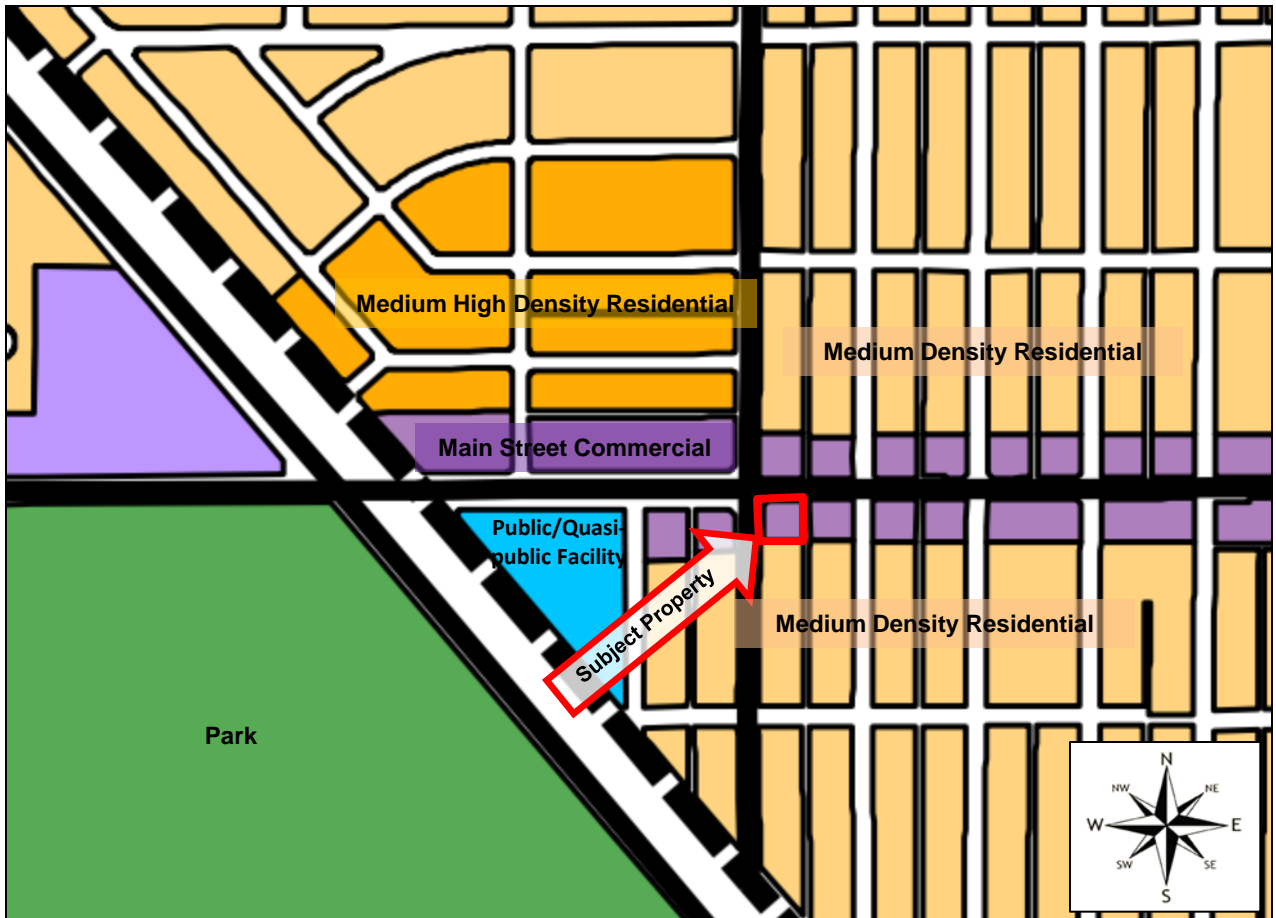 Medium High Density Residential
Medium Density Residential
Main Street Commercial
Public/Quasi-
public Facility
Subject Property
Medium Density Residential
Park
N
NW
NE
W
E
SW
SE
S